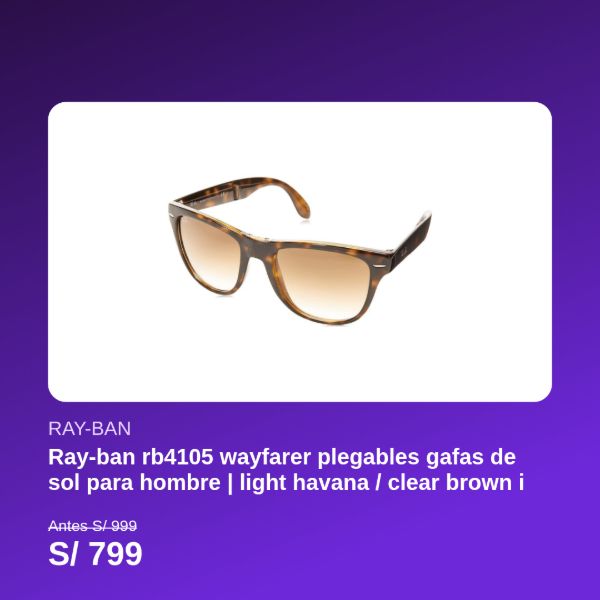 RAY-BAN
Ray-ban rb4105 wayfarer plegables gafas de
sol para hombre | light havana / clear brown i
Antes S/ 999
S/ 799